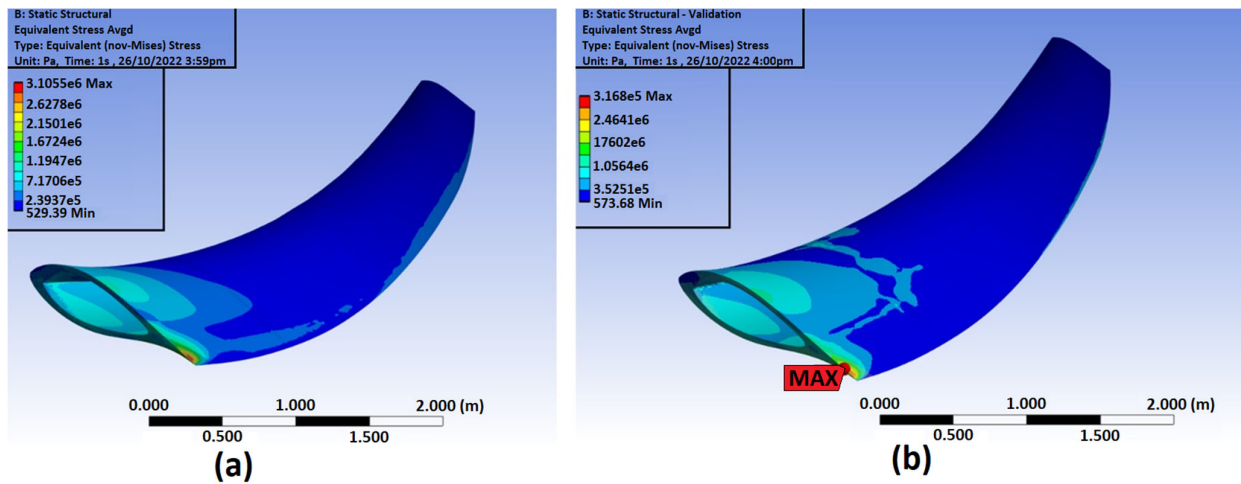 B: Static Structural
Equivalent Stress Avgd
Type: Equivalent (nov-Mises) Stress
Unit: Pa, Time: 1s , 26/10/2022 3:59pm
3.1055e6 Max
2.6278e6
2.1501e6
1.6724e6
1.1947e6
7.1706e5
2.3937e5
529.39 Min
0.000 1.000 2.000 (m)
0.500 1.500
(a)
B: Static Structural - Validation
Equivalent Stress Avgd
Type: Equivalent (nov-Mises) Stress
Unit: Pa, Time: 1s , 26/10/2022 4:00pm
3.168e5 Max
2.4641e6
17602e6
1.0564e6
3.5251e5
573.68 Min
MAX
0.000 1.000 2.000 (m)
0.500 1.500
(b)